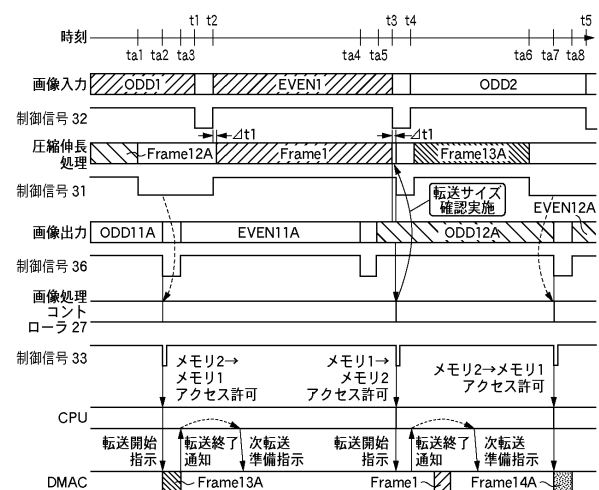 t1 t2 t3 t4 t5
時刻
ta1 ta2 ta3 ta4 ta5 ta6 ta7 ta8
画像入力 ODD1 EVEN1 ODD2
制御信号 32
⊿t1 ⊿t1
圧縮伸長
処理 Frame12A Frame1 Frame13A
制御信号 31 転送サイズ
確認実施 EVEN12A
画像出力 ODD11A EVEN11A ODD12A
制御信号 36
画像処理
コント
ローラ 27
制御信号 33 メモリ2→
メモリ1
アクセス許可
メモリ1→
メモリ2
アクセス許可
メモリ2→メモリ1
アクセス許可
CPU
転送開始
指示
転送終了
通知
次転送
準備指示
転送開始
指示
転送終了
通知
次転送
準備指示
DMAC Frame13A Frame1 Frame14A